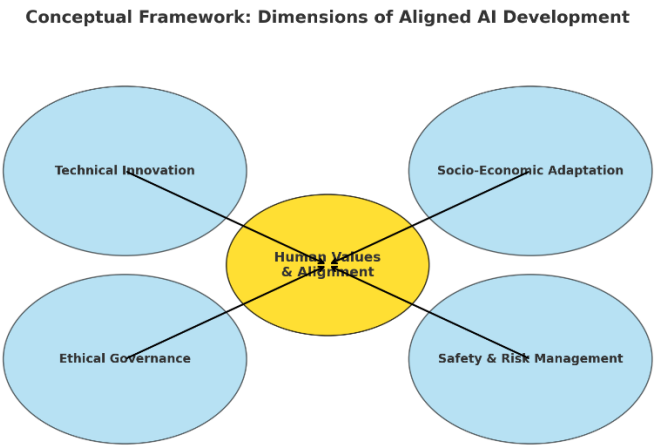 Conceptual Framework: Dimensions of Aligned AI Development
Technical Innovation
Socio-Economic Adaptation
Human Values
& Alignment
Ethical Governance
Safety & Risk Management